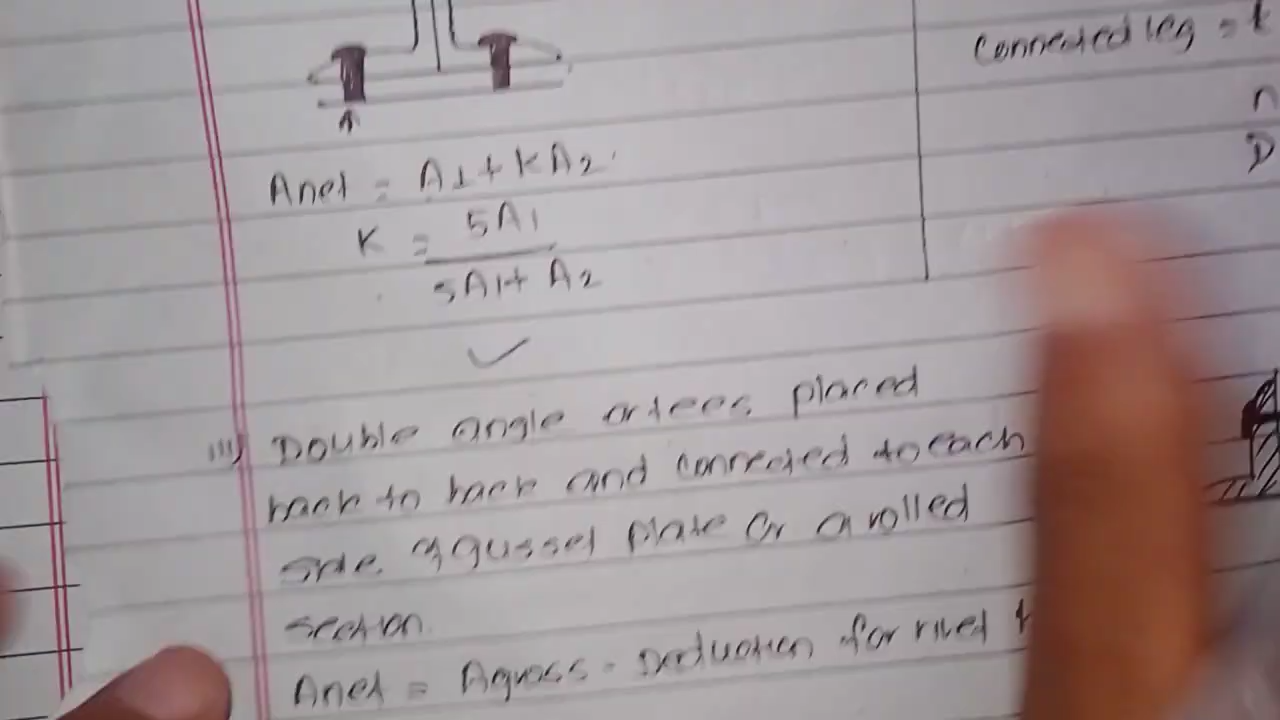 Connected leg = t
n
D
Anet = A1 + KA2
K = 5A1
5A1 + A2
iii) Double angle or tees placed
back to back and connected to each
side of gusset plate or a rolled
section
Anet = Agross - Deduction for rivet